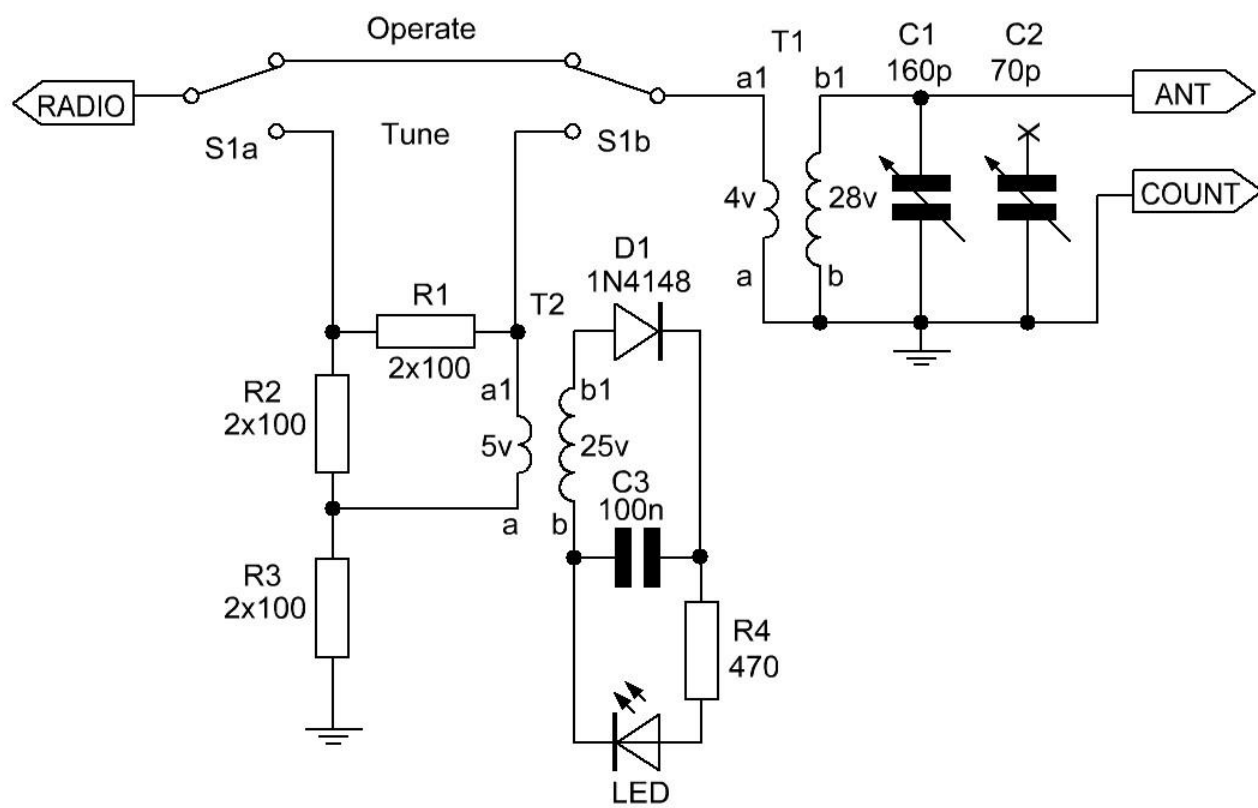 Operate
T1
C1
C2
160p
70p
a1
b1
RADIO
ANT
S1a
Tune
S1b
COUNT
4v
28v
D1
1N4148
a
b
R1
T2
2x100
R2
2x100
a1
b1
5v
25v
C3
100n
a
b
R3
2x100
R4
470
LED